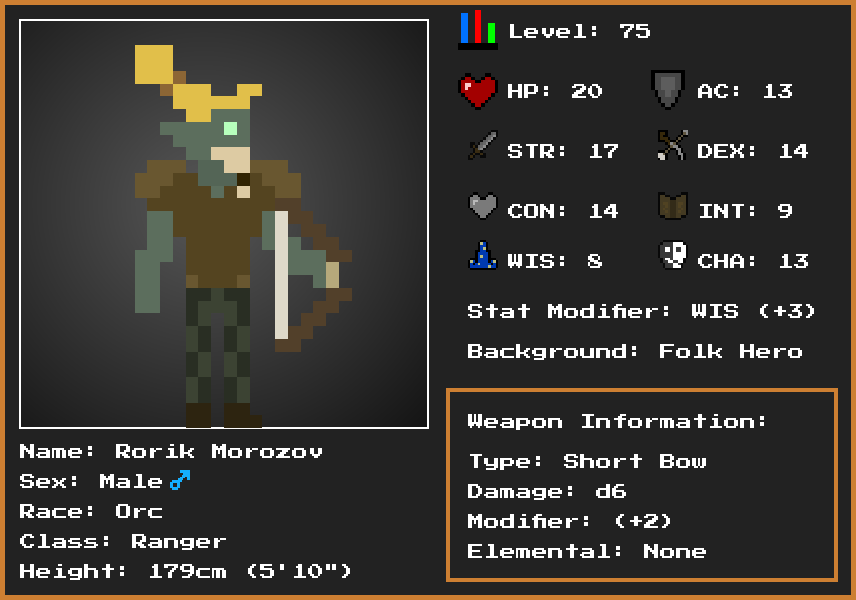 Level: 75
HP: 20 AC: 13
STR: 17 DEX: 14
CON: 14 INT: 9
WIS: 8 CHA: 13
Stat Modifier: WIS (+3)
Background: Folk Hero
Weapon Information:
Type: Short Bow
Damage: d6
Modifier: (+2)
Elemental: None
Name: Rorik Morozov
Sex: Male ♂
Race: Orc
Class: Ranger
Height: 179cm (5'10")